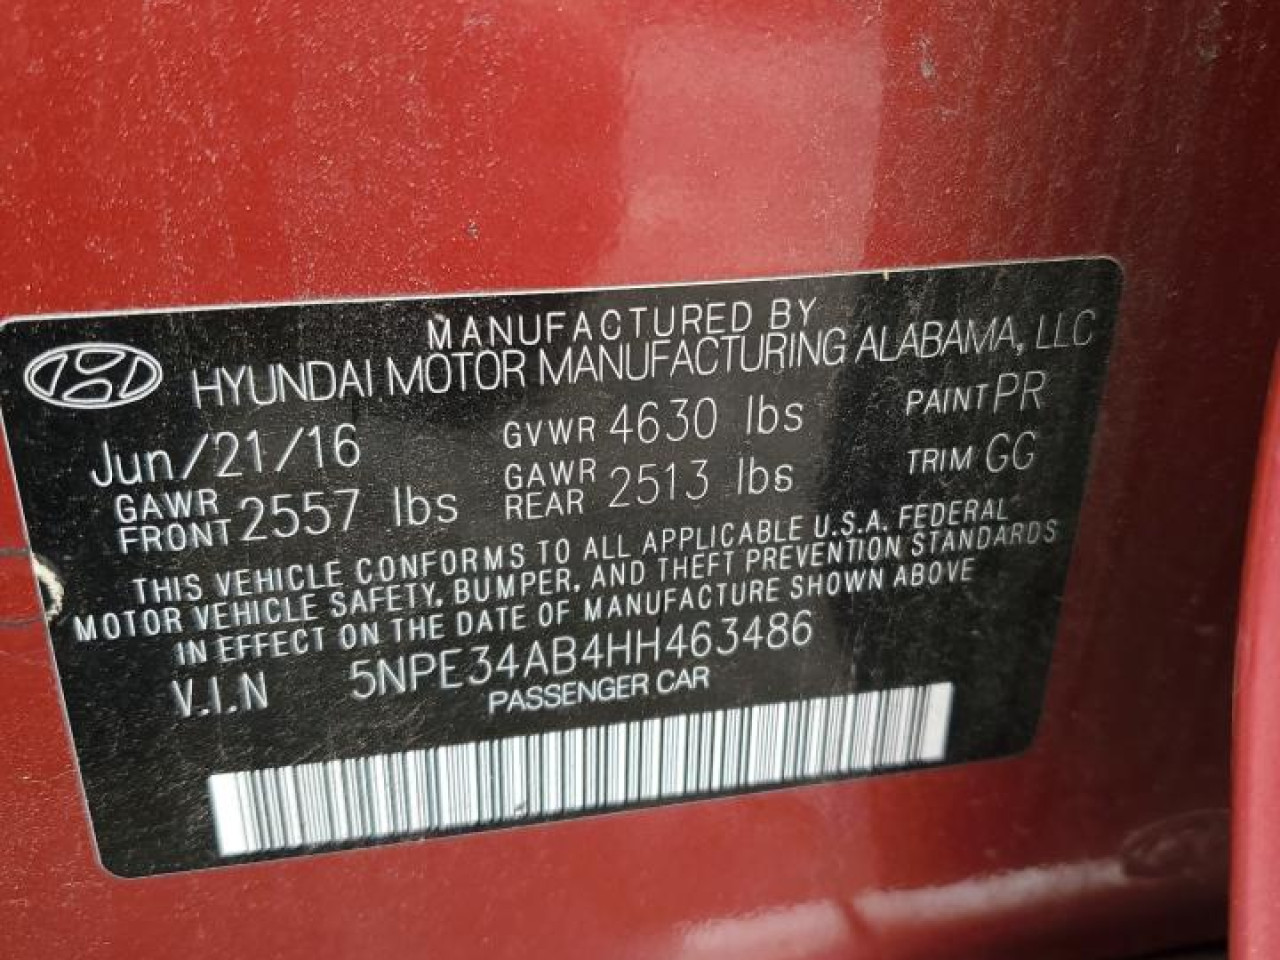 MANUFACTURED BY
HYUNDAI MOTOR MANUFACTURING ALABAMA, LLC
Jun/21/16 GVWR 4630 lbs PAINT PR
GAWR FRONT 2557 lbs GAWR REAR 2513 lbs TRIM GG
THIS VEHICLE CONFORMS TO ALL APPLICABLE U.S.A. FEDERAL
MOTOR VEHICLE SAFETY, BUMPER, AND THEFT PREVENTION STANDARDS
IN EFFECT ON THE DATE OF MANUFACTURE SHOWN ABOVE
V.I.N 5NPE34AB4HH463486
PASSENGER CAR